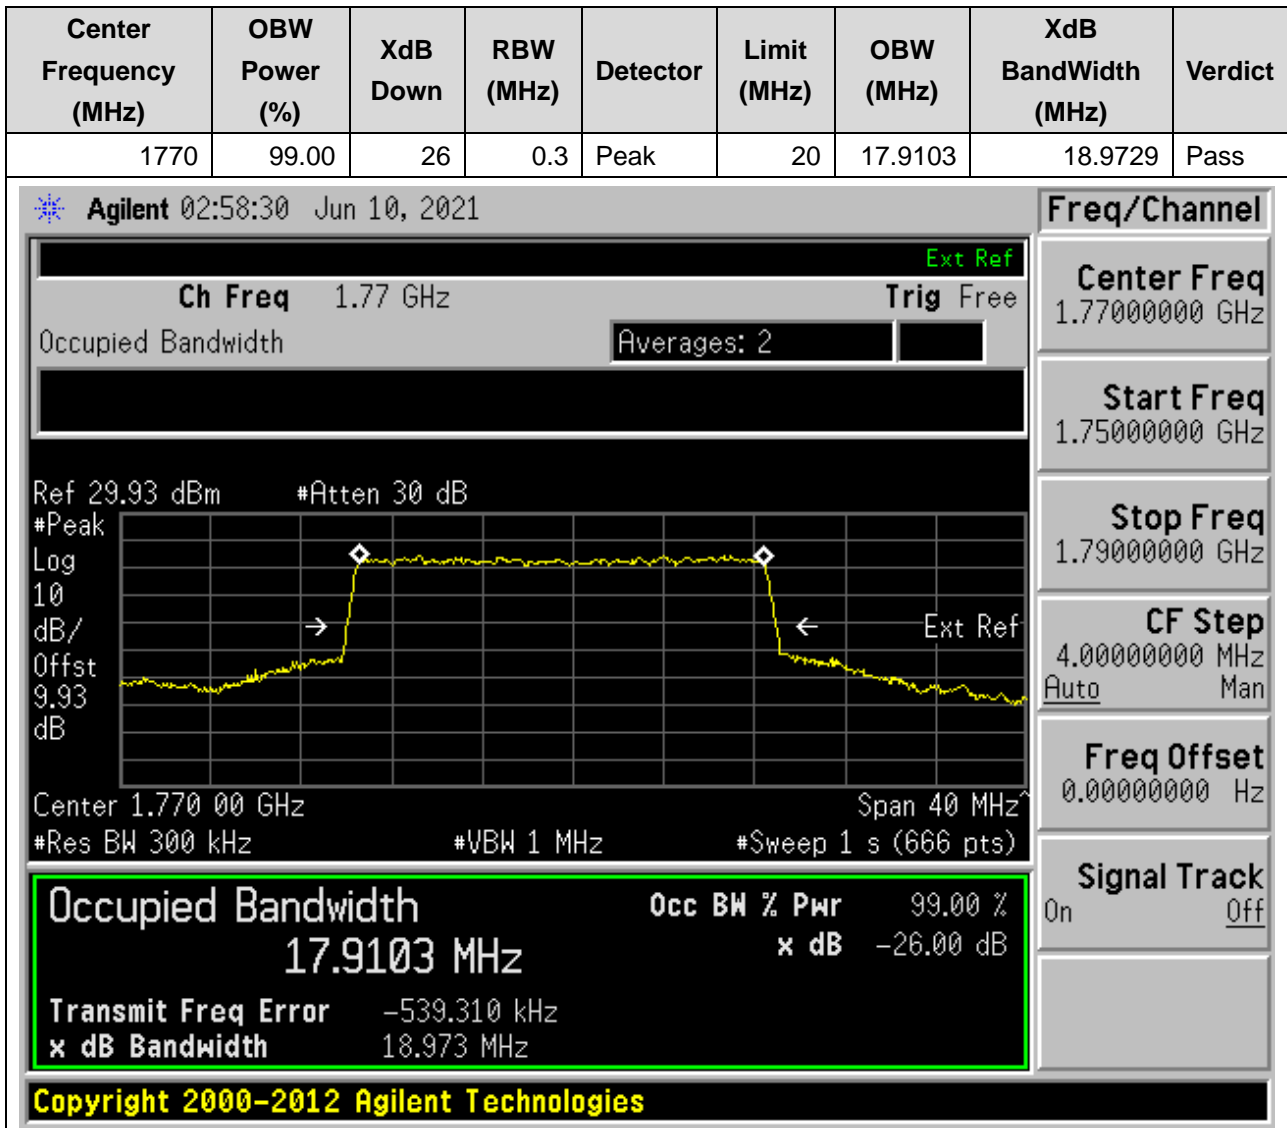 Center Frequency (MHz) OBW Power (%) XdB Down RBW (MHz) Detector Limit (MHz) OBW (MHz) XdB BandWidth (MHz) Verdict
1770 99.00 26 0.3 Peak 20 17.9103 18.9729 Pass
Agilent 02:58:30 Jun 10, 2021
Freq/Channel
Ext Ref
Ch Freq 1.77 GHz Trig Free
Occupied Bandwidth Averages: 2
Ref 29.93 dBm #Atten 30 dB
#Peak
Log
10
dB/
Offst
9.93
dB
Ext Ref
Center 1.770 00 GHz Span 40 MHz^
#Res BW 300 kHz #VBW 1 MHz #Sweep 1 s (666 pts)
Occupied Bandwidth Occ BW % Pwr 99.00 %
17.9103 MHz x dB -26.00 dB
Transmit Freq Error -539.310 kHz
x dB Bandwidth 18.973 MHz
Center Freq
1.77000000 GHz
Start Freq
1.75000000 GHz
Stop Freq
1.79000000 GHz
CF Step
4.00000000 MHz
Auto Man
Freq Offset
0.00000000 Hz
Signal Track
On Off
Copyright 2000-2012 Agilent Technologies